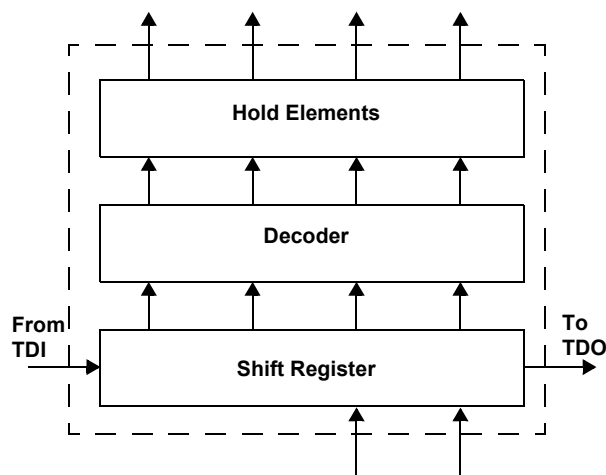 Hold Elements
Decoder
From
TDI
Shift Register
To
TDO